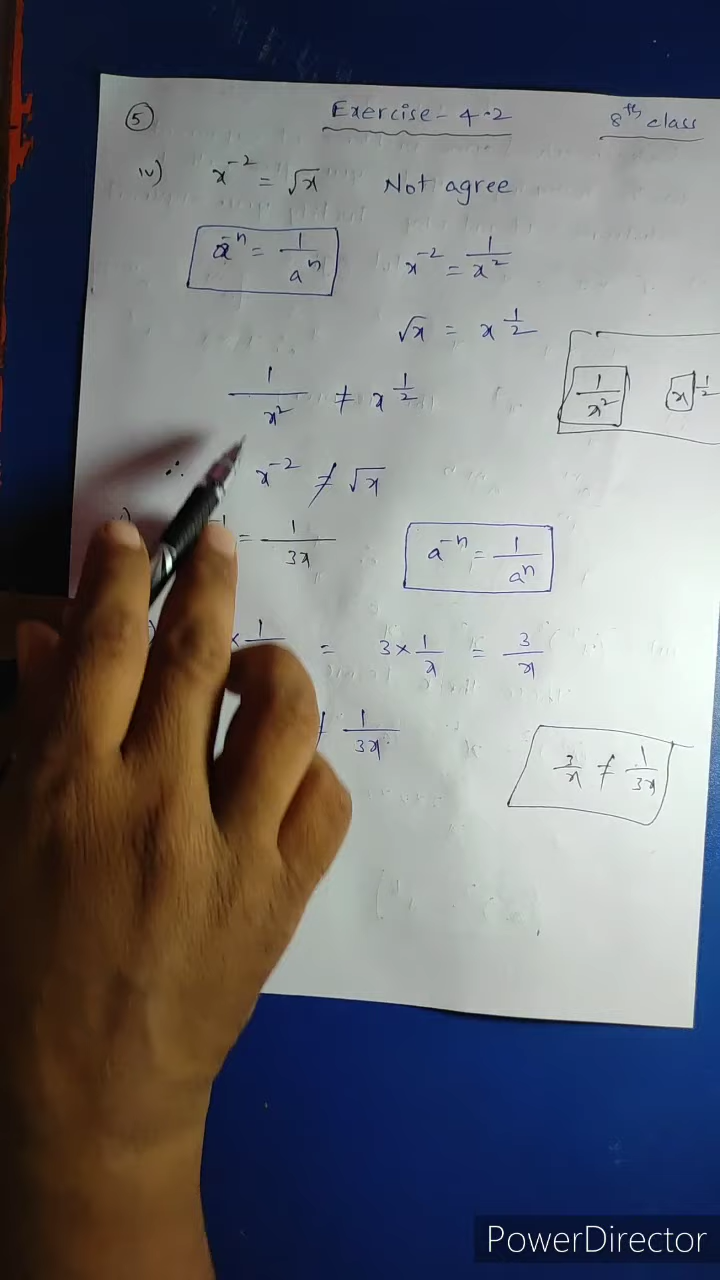 ⑤ Exercise - 4.2 8th class
iv) x⁻² = √x Not agree
a⁻ⁿ = 1/aⁿ x⁻² = 1/x²
√x = x^(1/2)
1/x² ≠ x^(1/2) 1/x² x^(1/2)
∴ x⁻² ≠ √x
= 1/3x a⁻ⁿ = 1/aⁿ
× 1 = 3 × 1/x = 3/x
≠ 1/3x 3/x ≠ 1/3x
PowerDirector